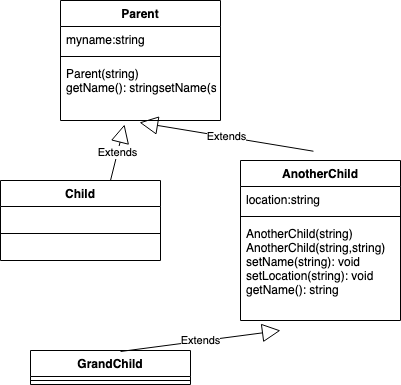 Parent
myname:string
Parent(string)
getName(): stringsetName(s
Extends
Extends
Child
AnotherChild
location:string
AnotherChild(string)
AnotherChild(string,string)
setName(string): void
setLocation(string): void
getName(): string
Extends
GrandChild